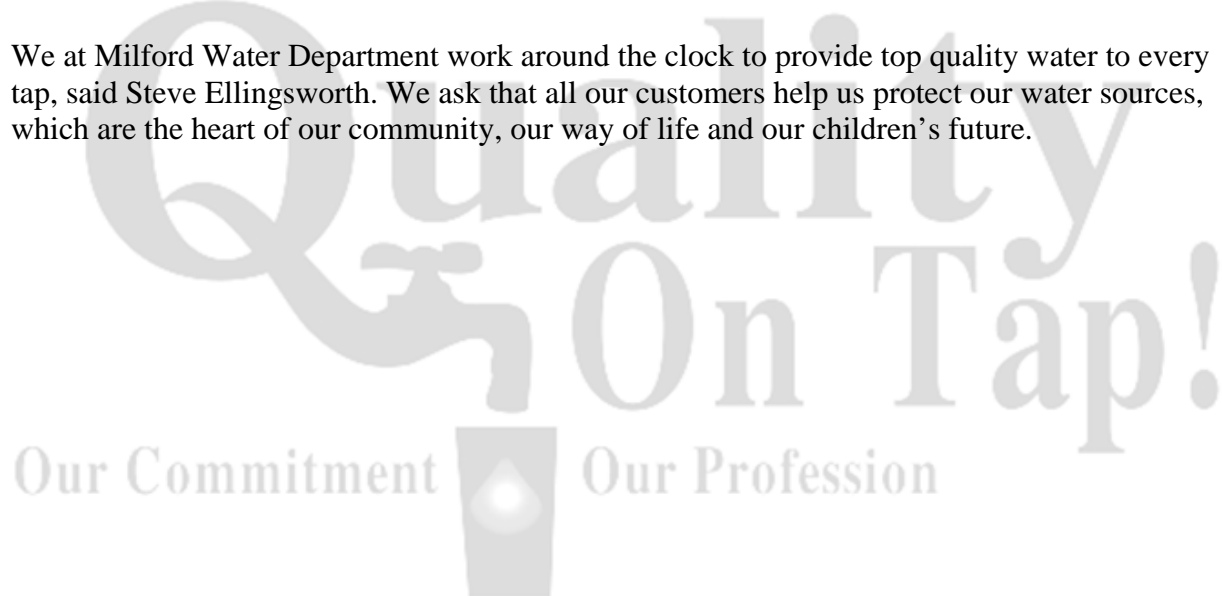 We at Milford Water Department work around the clock to provide top quality water to every
tap, said Steve Ellingsworth. We ask that all our customers help us protect our water sources,
which are the heart of our community, our way of life and our children’s future.
Quality
On Tap!
Our Commitment Our Profession